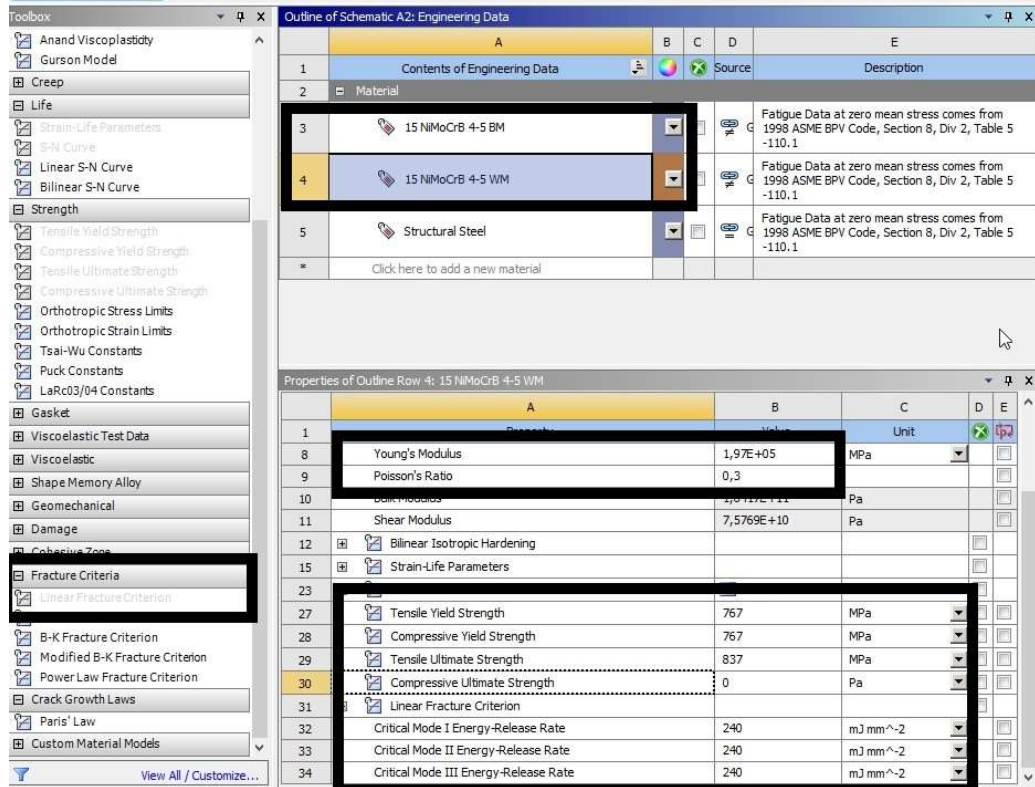 Toolbox
Anand Viscoplasticity
Gurson Model
Creep
Life
Strain-Life Parameters
S-N Curve
Linear S-N Curve
Bilinear S-N Curve
Strength
Tensile Yield Strength
Compressive Yield Strength
Tensile Ultimate Strength
Compressive Ultimate Strength
Orthotropic Stress Limits
Orthotropic Strain Limits
Tsai-Wu Constants
Puck Constants
LaRc03/04 Constants
Gasket
Viscoelastic Test Data
Viscoelastic
Shape Memory Alloy
Geomechanical
Damage
Cohesive Zone
Fracture Criteria
Linear Fracture Criterion
B-K Fracture Criterion
Modified B-K Fracture Criterion
Power Law Fracture Criterion
Crack Growth Laws
Paris' Law
Custom Material Models
View All / Customize...
Outline of Schematic A2: Engineering Data
A B C D E
1 Contents of Engineering Data Source Description
2 Material
3 15 NiMoCrB 4-5 BM G Fatigue Data at zero mean stress comes from
1998 ASME BPV Code, Section 8, Div 2, Table 5
-110.1
4 15 NiMoCrB 4-5 WM G Fatigue Data at zero mean stress comes from
1998 ASME BPV Code, Section 8, Div 2, Table 5
-110.1
5 Structural Steel G Fatigue Data at zero mean stress comes from
1998 ASME BPV Code, Section 8, Div 2, Table 5
-110.1
* Click here to add a new material
Properties of Outline Row 4: 15 NiMoCrB 4-5 WM
A B C D E
1 Property Value Unit
8 Young's Modulus 1,97E+05 MPa
9 Poisson's Ratio 0,3
10 Bulk Modulus 1,6417E+11 Pa
11 Shear Modulus 7,5769E+10 Pa
12 Bilinear Isotropic Hardening
15 Strain-Life Parameters
23
27 Tensile Yield Strength 767 MPa
28 Compressive Yield Strength 767 MPa
29 Tensile Ultimate Strength 837 MPa
30 Compressive Ultimate Strength 0 Pa
31 Linear Fracture Criterion
32 Critical Mode I Energy-Release Rate 240 mJ mm^-2
33 Critical Mode II Energy-Release Rate 240 mJ mm^-2
34 Critical Mode III Energy-Release Rate 240 mJ mm^-2